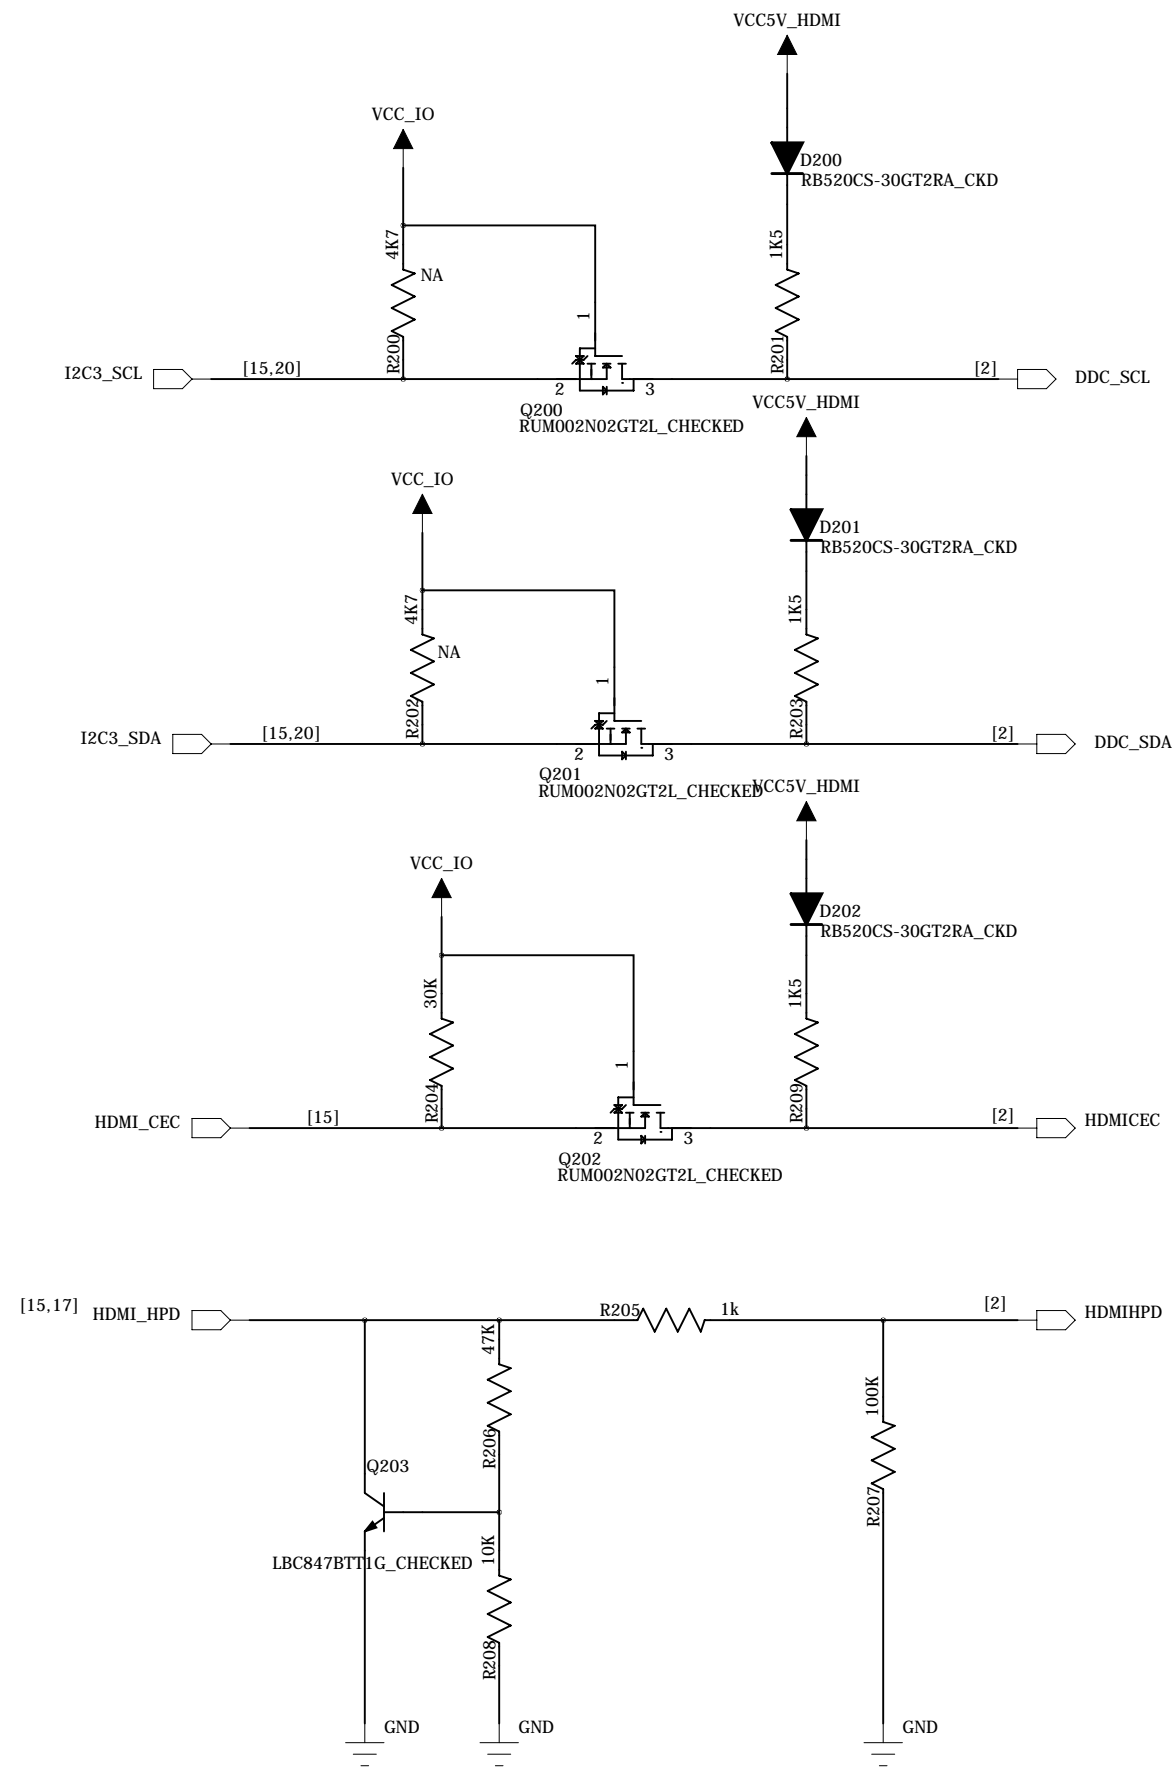 VCC5V_HDMI
VCC_IO
D200
RB520CS-30GT2RA_CKD
4K7
1K5
NA
1
R200
R201
I2C3_SCL
[15,20]
[2]
DDC_SCL
2
3
Q200
RUM002N02GT2L_CHECKED
VCC5V_HDMI
VCC_IO
D201
RB520CS-30GT2RA_CKD
4K7
1K5
NA
1
R202
R203
I2C3_SDA
[15,20]
[2]
DDC_SDA
2
3
Q201
RUM002N02GT2L_CHECKED
VCC5V_HDMI
VCC_IO
D202
RB520CS-30GT2RA_CKD
30K
1K5
1
R204
R209
HDMI_CEC
[15]
[2]
HDMICEC
2
3
Q202
RUM002N02GT2L_CHECKED
[15,17]
HDMI_HPD
R205
1k
[2]
HDMIHPD
47K
100K
R206
Q203
R207
10K
LBC847BTT1G_CHECKED
R208
GND
GND
GND